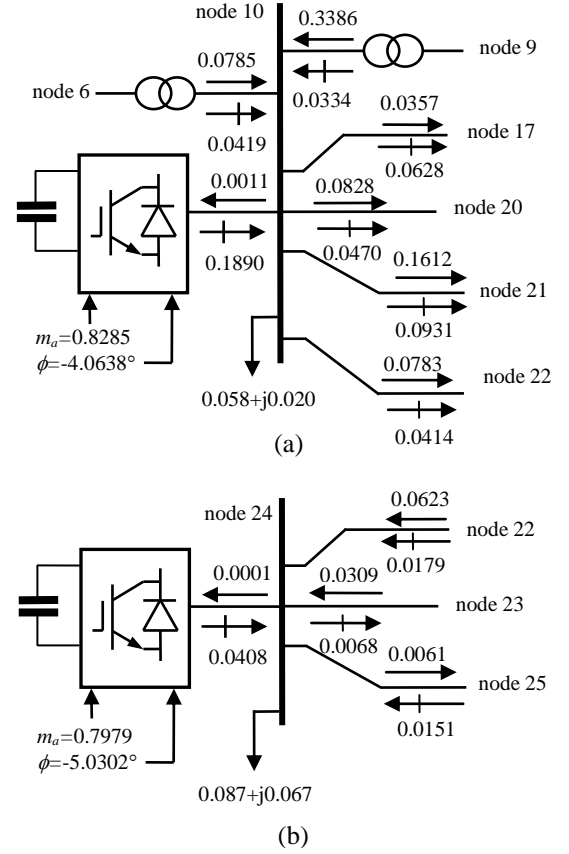 node 10
0.3386
node 9
0.0785
node 6
0.0334
0.0357
node 17
0.0419
0.0628
0.0011
0.0828
node 20
0.0470
0.1890
0.1612
node 21
0.0931
mₐ=0.8285
ϕ=-4.0638°
0.0783
node 22
0.058+j0.020
0.0414
(a)
0.0623
node 24
node 22
0.0179
0.0001
0.0309
node 23
0.0068
0.0408
0.0061
node 25
0.0151
mₐ=0.7979
ϕ=-5.0302°
0.087+j0.067
(b)